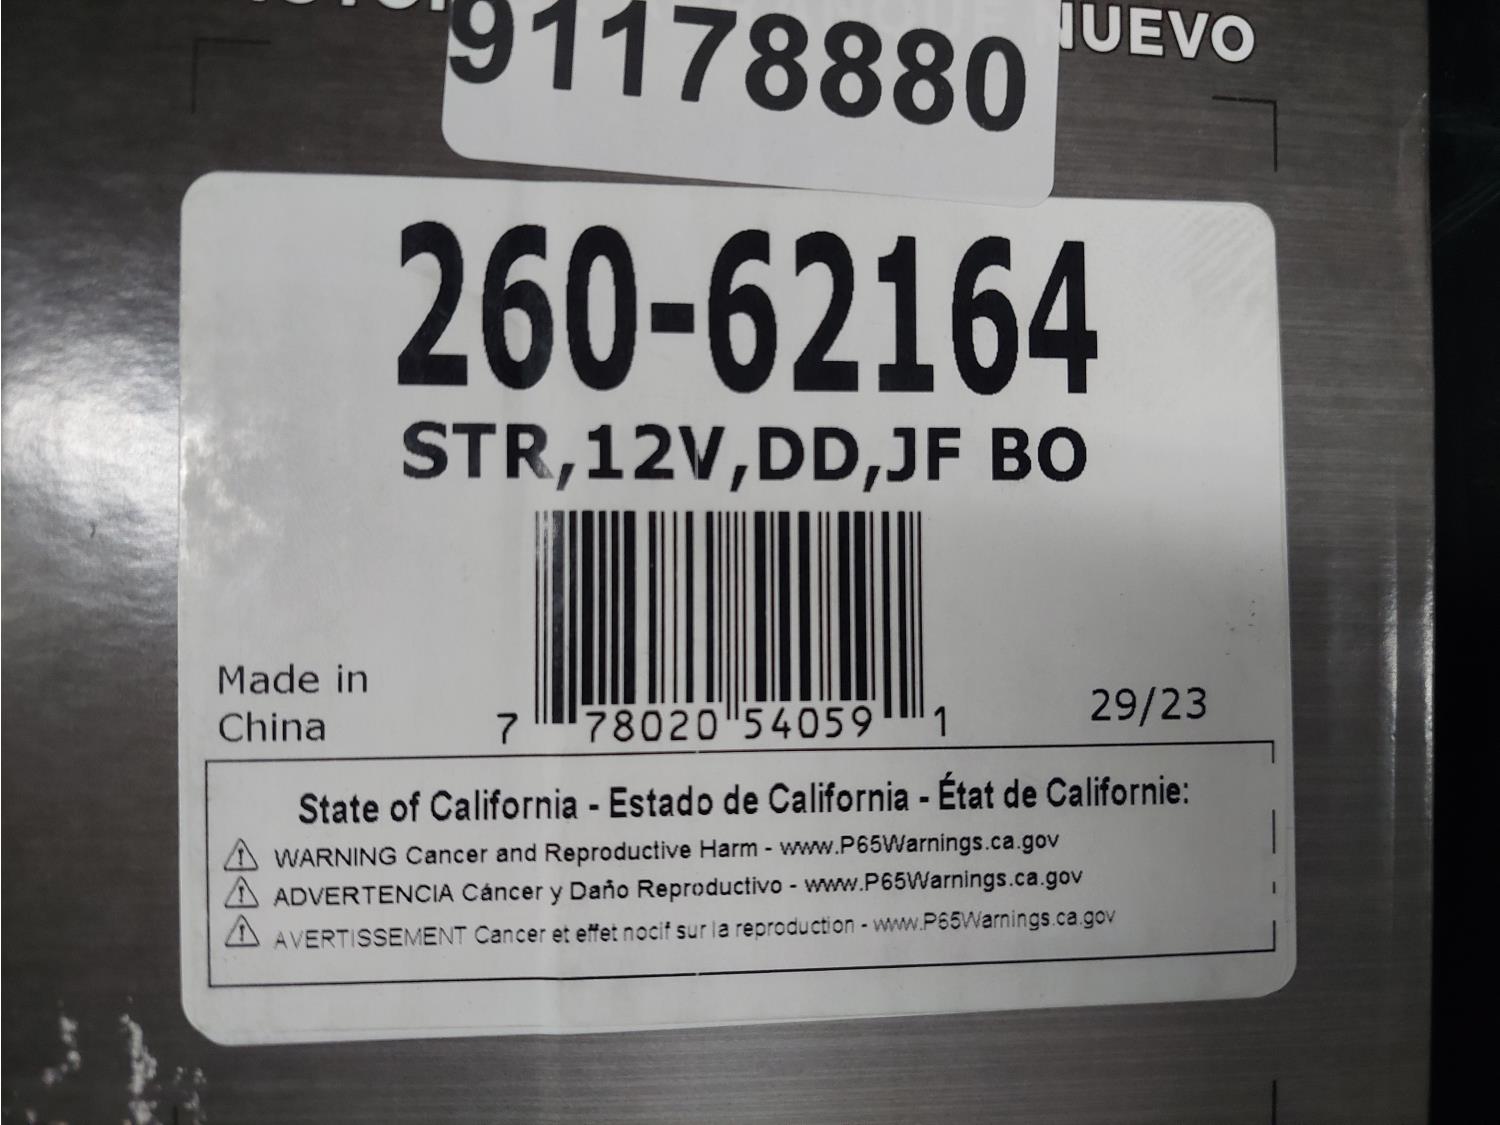 NUEVO
91178880
260-62164
STR,12V,DD,JF BO
Made in
China
7 78020 54059 1
29/23
State of California - Estado de California - État de Californie:
WARNING Cancer and Reproductive Harm - www.P65Warnings.ca.gov
ADVERTENCIA Cáncer y Daño Reproductivo - www.P65Warnings.ca.gov
AVERTISSEMENT Cancer et effet nocif sur la reproduction - www.P65Warnings.ca.gov